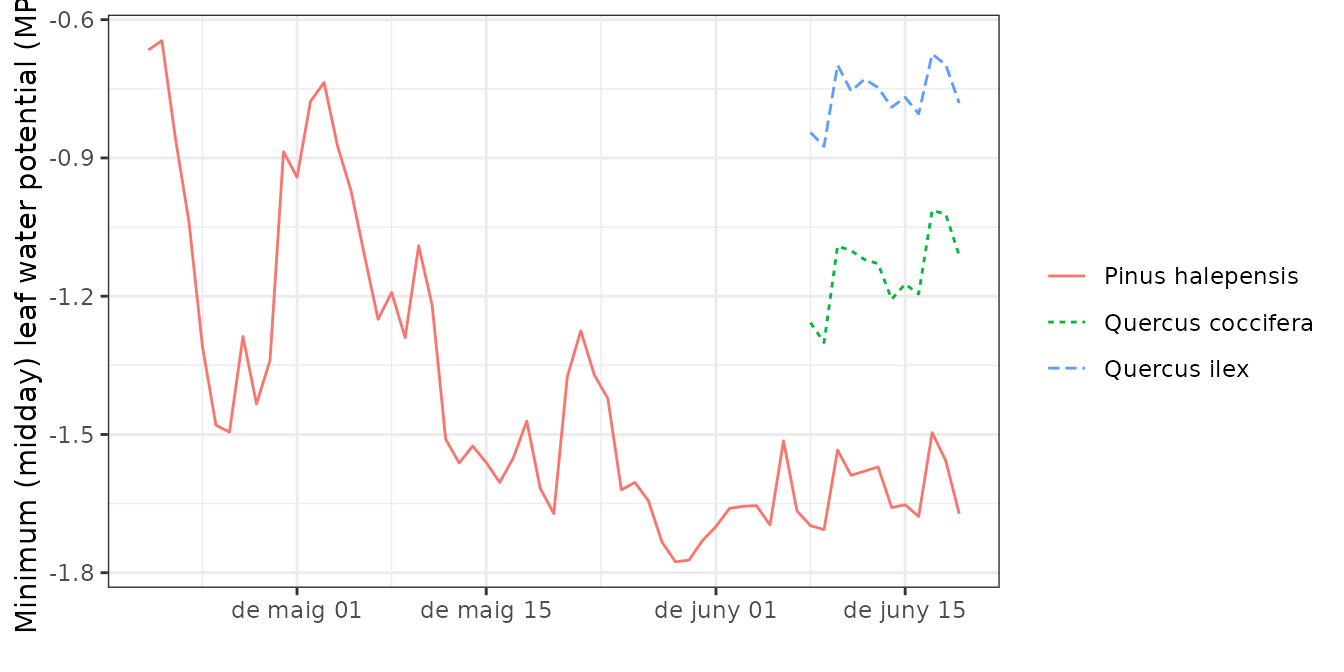 Minimum (midday) leaf water potential (MP
-0.6
-0.9
-1.2
-1.5
-1.8
de maig 01
de maig 15
de juny 01
de juny 15
Pinus halepensis
Quercus coccifera
Quercus ilex